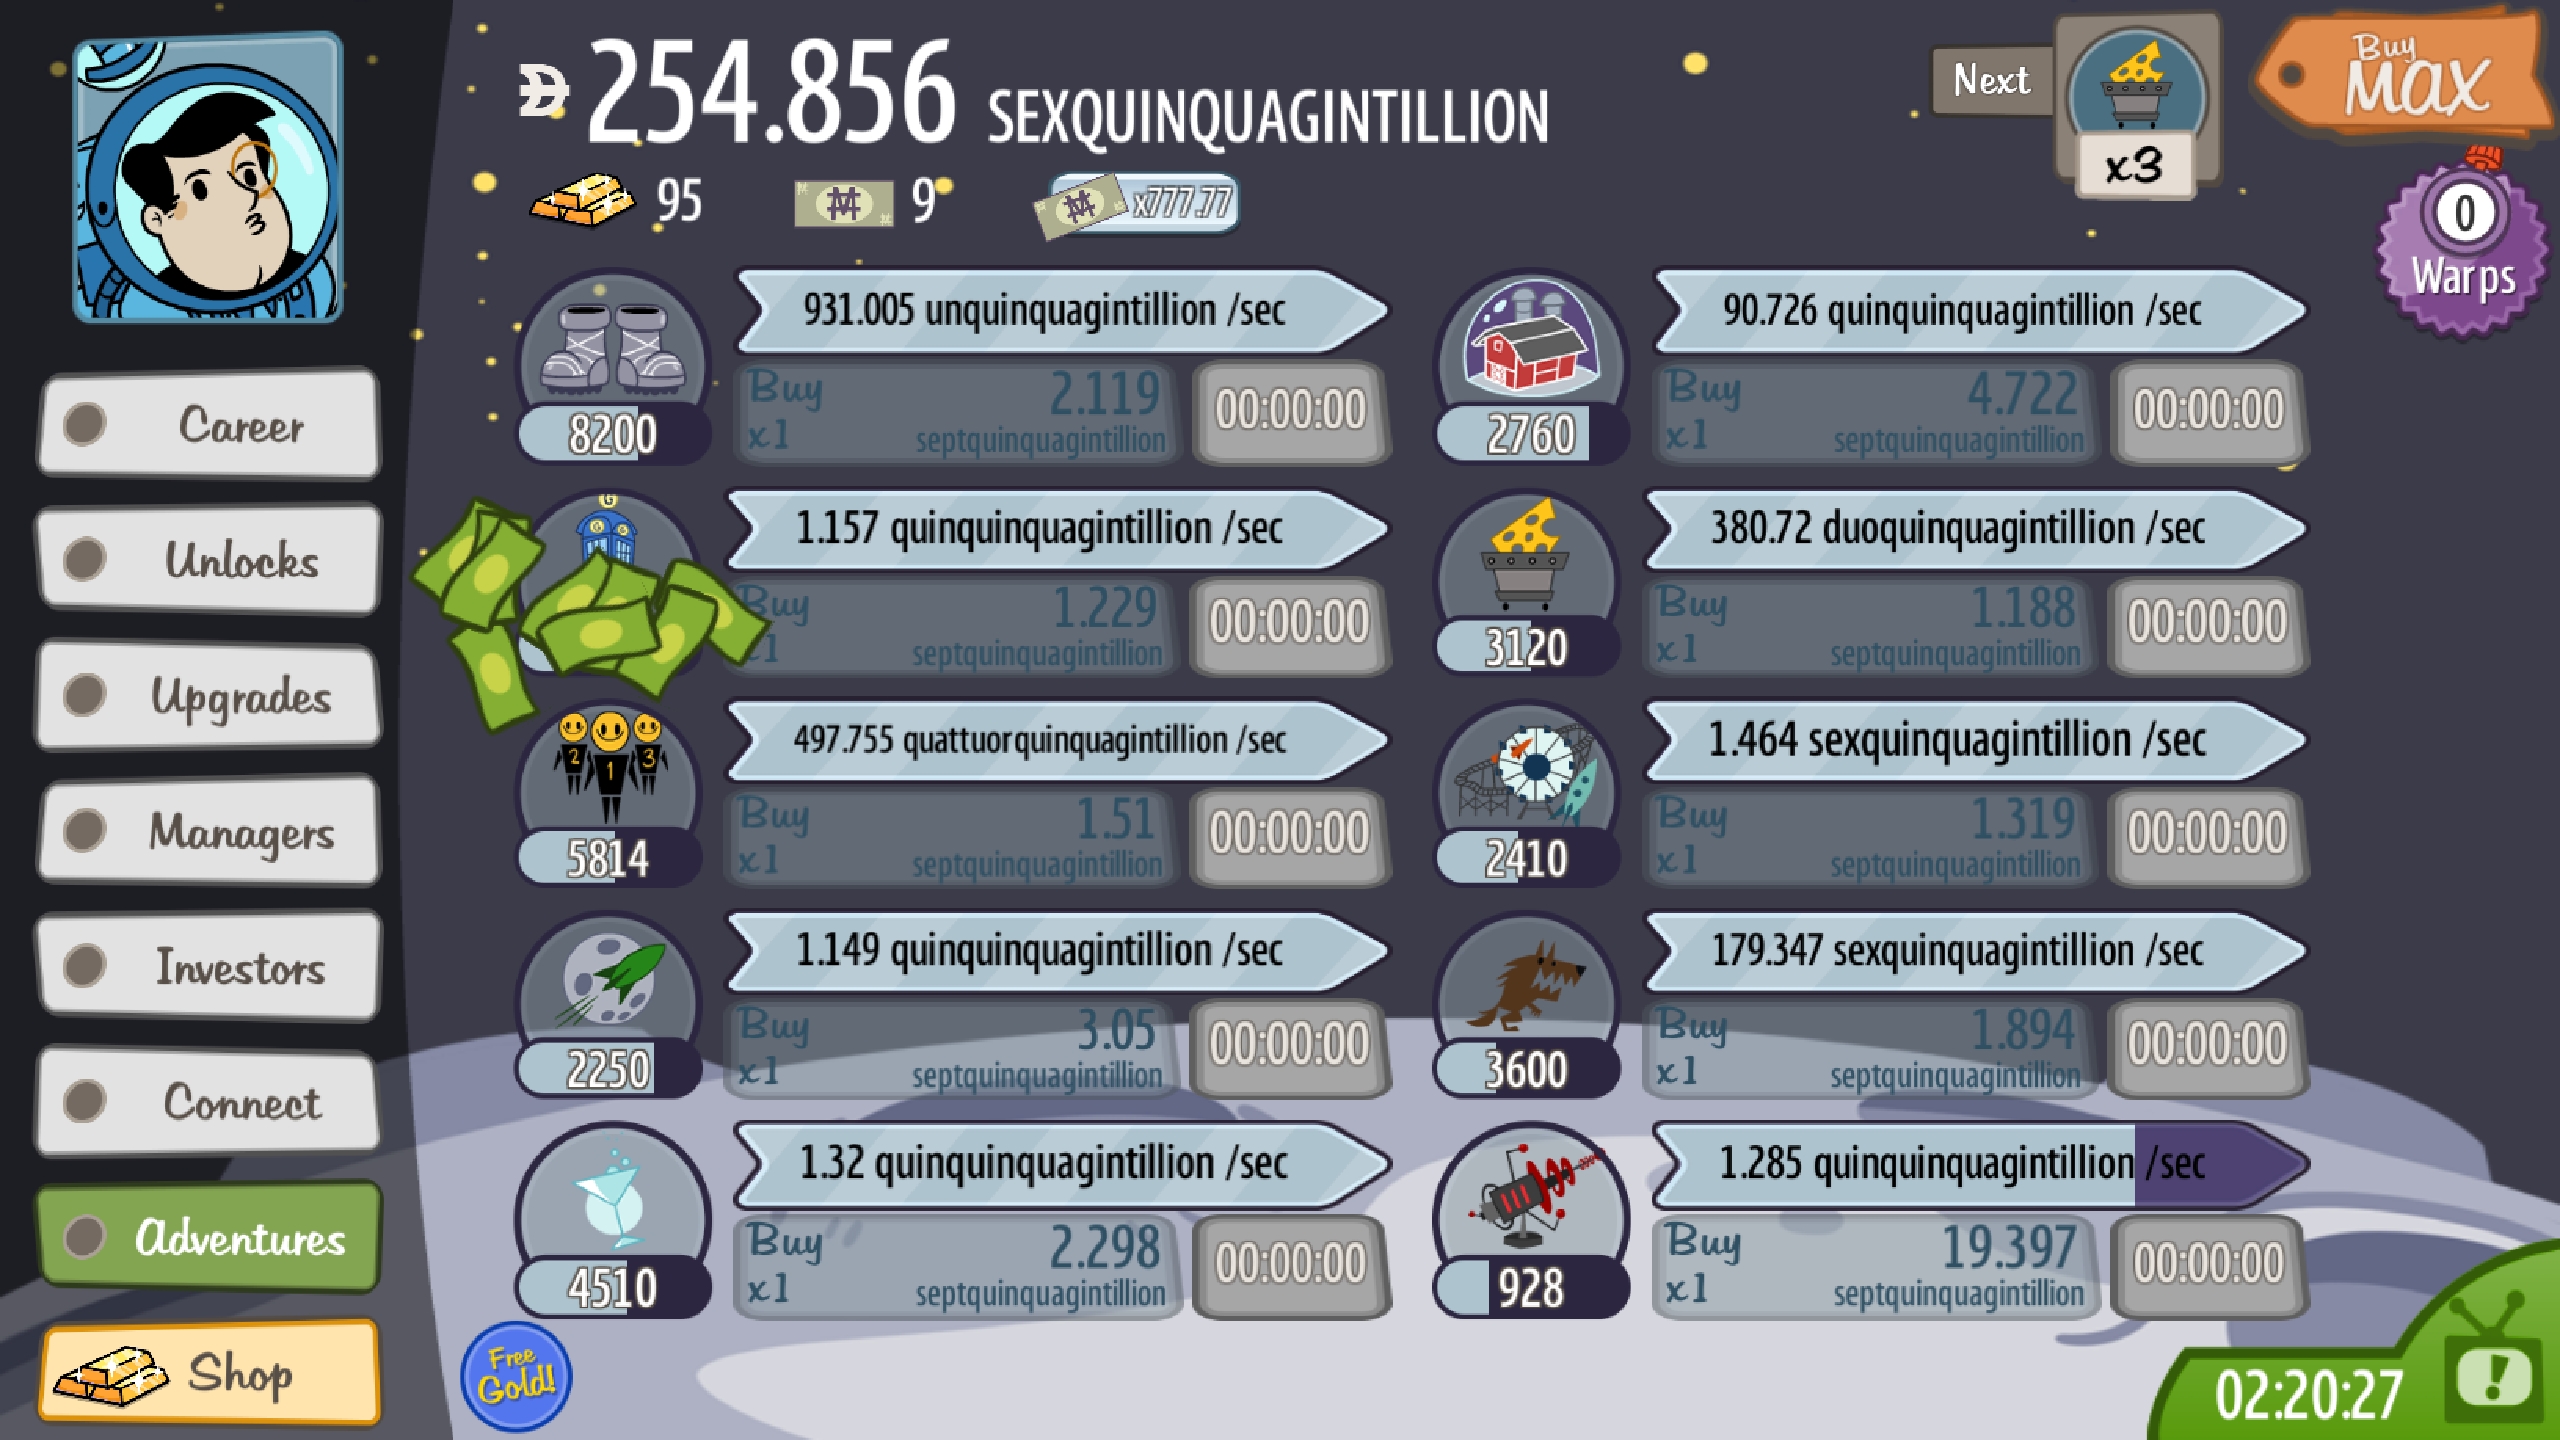 254.856 SEXQUINQUAGINTILLION
Next
x3
Buy
MAX
95
9
x777.77
0
Warps
Career
Unlocks
Upgrades
Managers
Investors
Connect
Adventures
Shop
931.005 unquinquagintillion /sec
8200
Buy
x1
2.119
septquinquagintillion
00:00:00
90.726 quinquinquagintillion /sec
2760
Buy
x1
4.722
septquinquagintillion
00:00:00
1.157 quinquinquagintillion /sec
Buy
x1
1.229
septquinquagintillion
00:00:00
380.72 duoquinquagintillion /sec
3120
Buy
x1
1.188
septquinquagintillion
00:00:00
497.755 quattuorquinquagintillion /sec
2 1 3
5814
Buy
x1
1.51
septquinquagintillion
00:00:00
1.464 sexquinquagintillion /sec
2410
Buy
x1
1.319
septquinquagintillion
00:00:00
1.149 quinquinquagintillion /sec
2250
Buy
x1
3.05
septquinquagintillion
00:00:00
179.347 sexquinquagintillion /sec
3600
Buy
x1
1.894
septquinquagintillion
00:00:00
1.32 quinquinquagintillion /sec
4510
Buy
x1
2.298
septquinquagintillion
00:00:00
1.285 quinquinquagintillion /sec
928
Buy
x1
19.397
septquinquagintillion
00:00:00
Free
Gold!
02:20:27